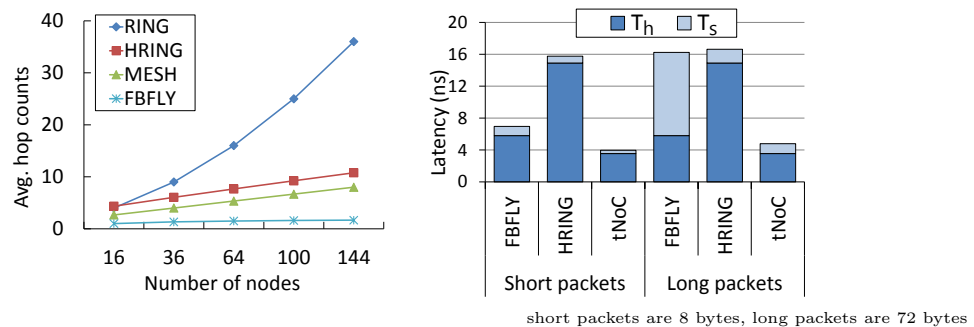 40
30
20
10
0
Avg. hop counts
RING
HRING
MESH
FBFLY
16 36 64 100 144
Number of nodes
20
16
12
8
4
0
Latency (ns)
Th Ts
FBFLY
HRING
tNoC
FBFLY
HRING
tNoC
Short packets Long packets
short packets are 8 bytes, long packets are 72 bytes